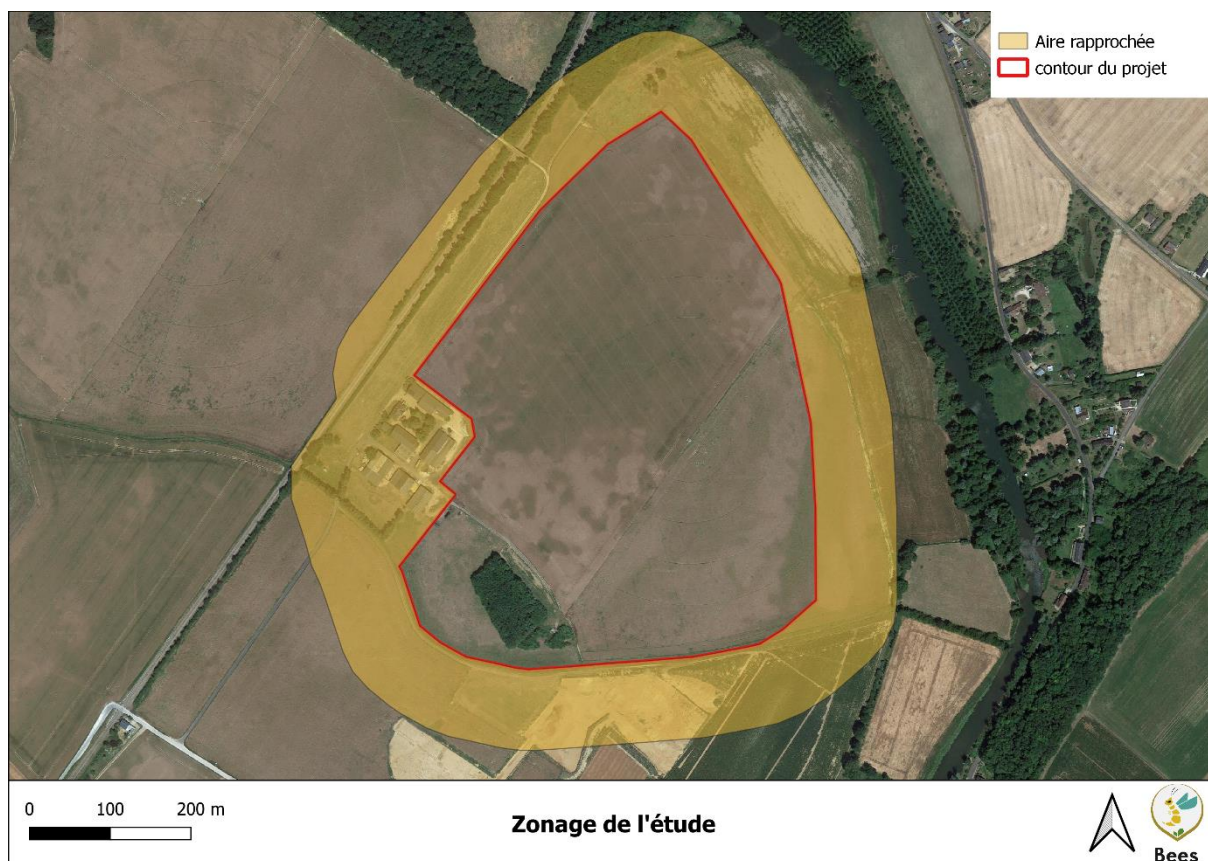 Aire rapprochée
contour du projet
0 100 200 m
Zonage de l'étude
Bees